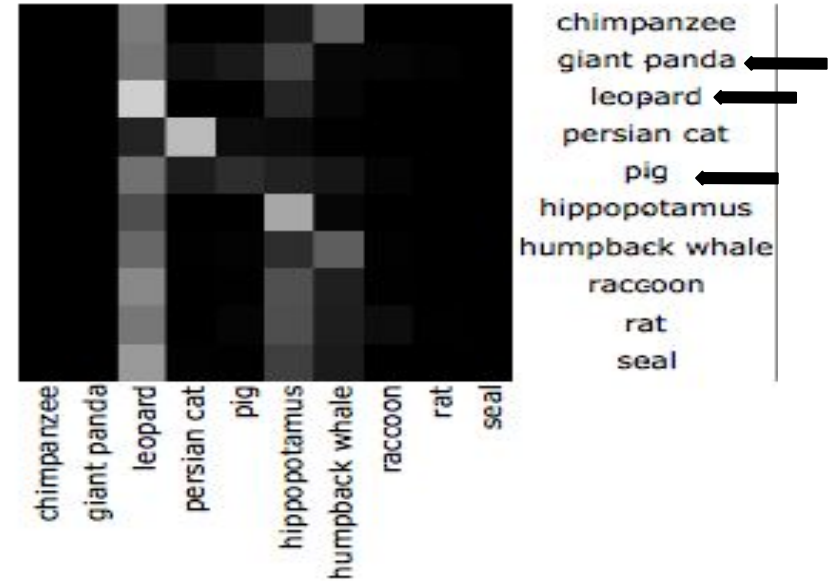 chimpanzee
giant panda
leopard
persian cat
pig
hippopotamus
humpback whale
raccoon
rat
seal
chimpanzee
giant panda
leopard
persian cat
pig
hippopotamus
humpback whale
raccoon
rat
seal